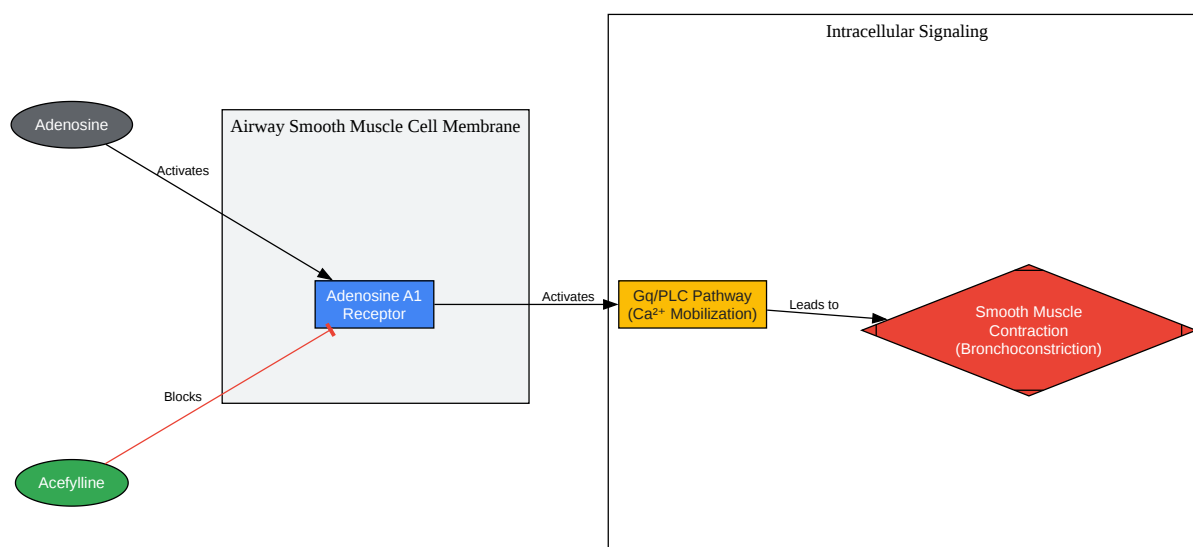 Intracellular Signaling
Airway Smooth Muscle Cell Membrane
Adenosine
Activates
Adenosine A1
Receptor
Activates
Gq/PLC Pathway
(Ca²⁺ Mobilization)
Leads to
Smooth Muscle
Contraction
(Bronchoconstriction)
Blocks
Acefylline